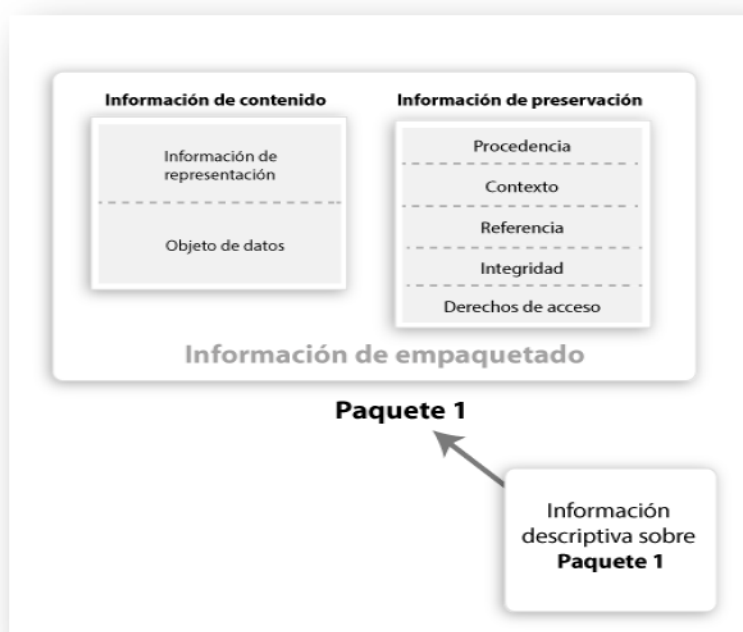 Información de contenido
Información de
representación
Objeto de datos
Información de preservación
Procedencia
Contexto
Referencia
Integridad
Derechos de acceso
Información de empaquetado
Paquete 1
Información
descriptiva sobre
Paquete 1